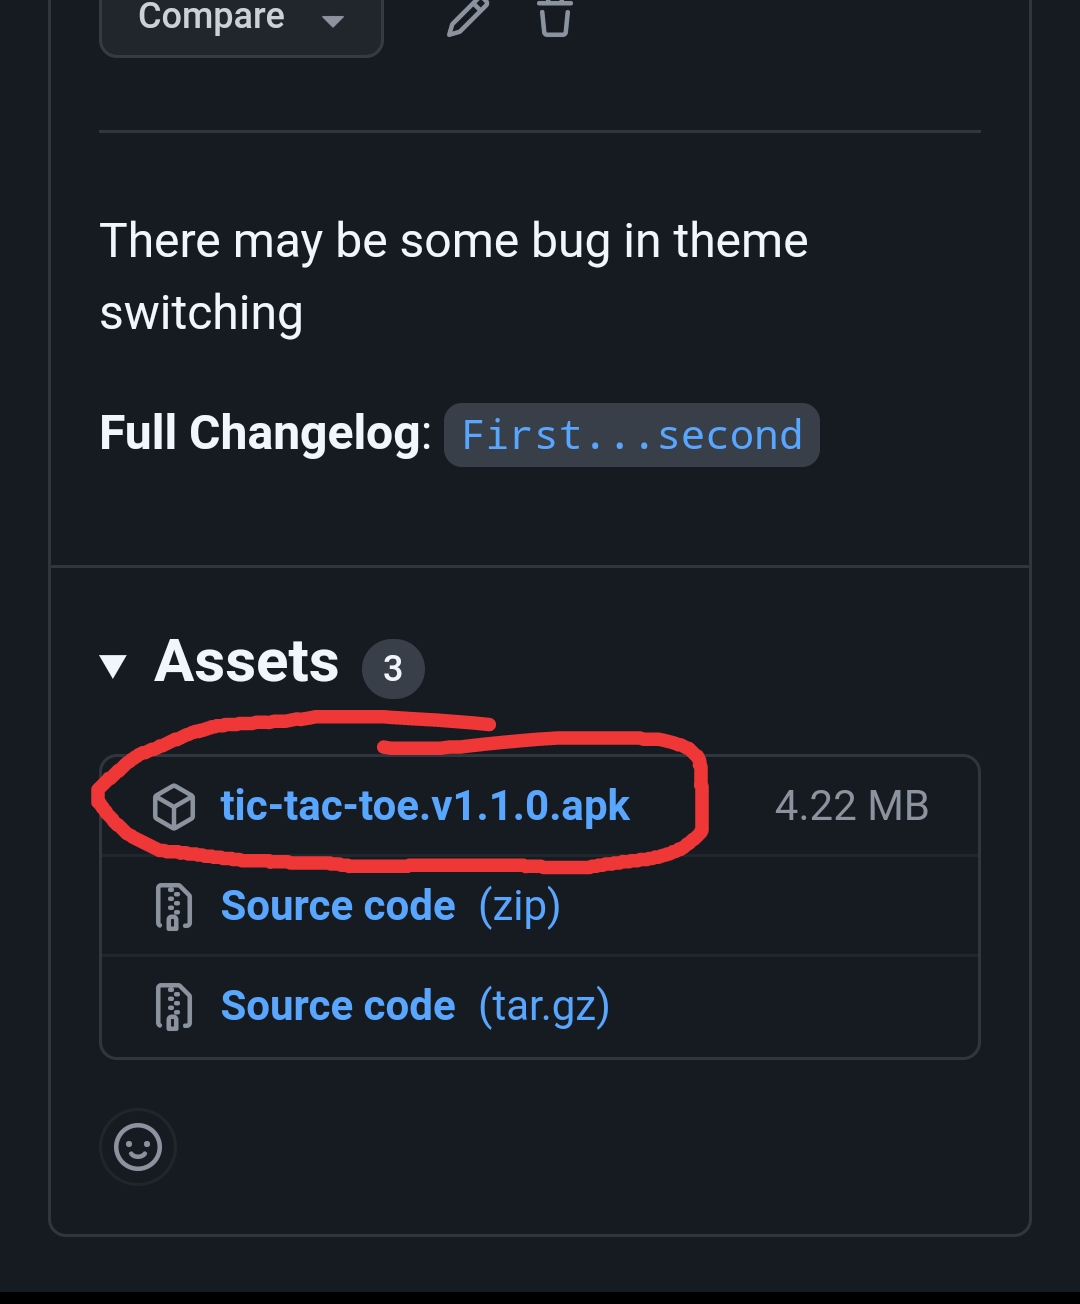 Compare
There may be some bug in theme
switching
Full Changelog: First...second
Assets 3
tic-tac-toe.v1.1.0.apk 4.22 MB
Source code (zip)
Source code (tar.gz)